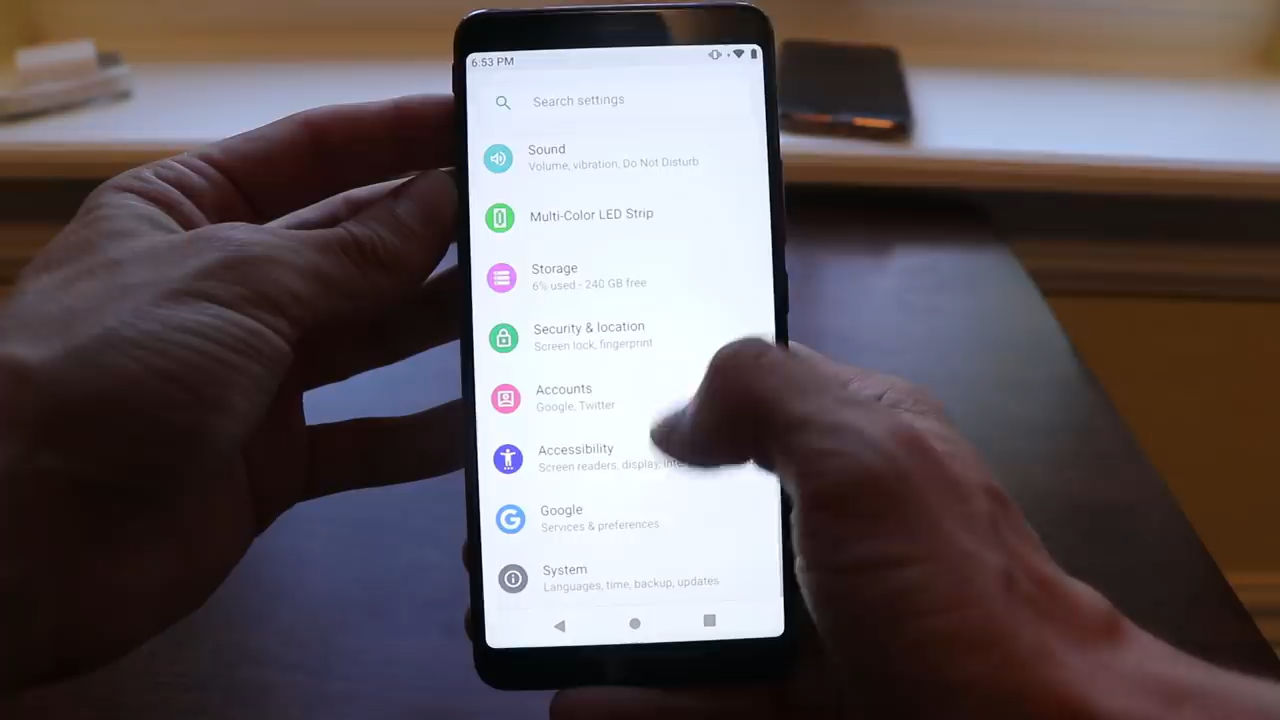 6:53 PM
Search settings
Sound
Volume, vibration, Do Not Disturb
Multi-Color LED Strip
Storage
6% used - 240 GB free
Security & location
Screen lock, fingerprint
Accounts
Google, Twitter
Accessibility
Screen readers, display,
Google
Services & preferences
System
Languages, time, backup, updates